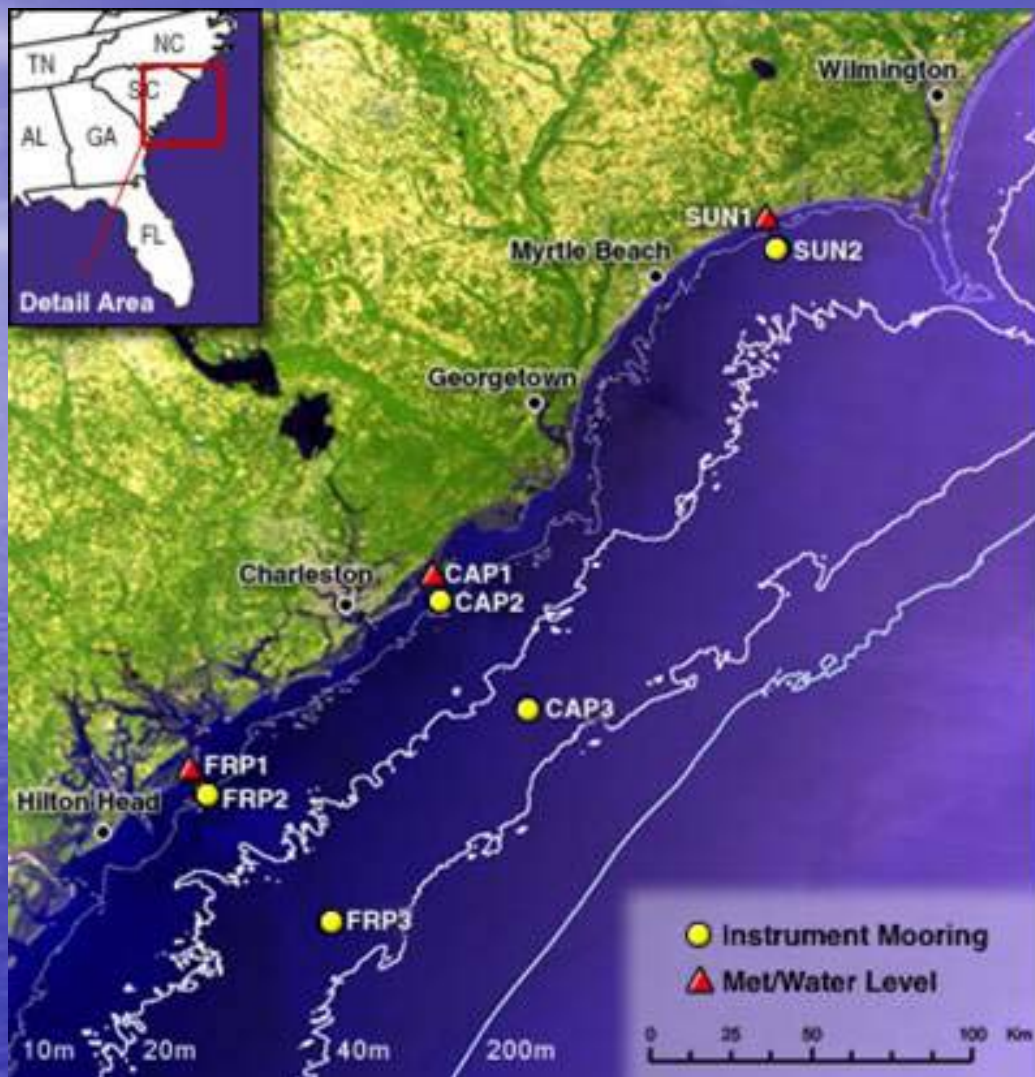 NC
TN
SC
AL
GA
FL
Detail Area
Wilmington
SUN1
SUN2
Myrtle Beach
Georgetown
CAP1
Charleston
CAP2
CAP3
FRP1
FRP2
Hilton Head
FRP3
Instrument Mooring
Met/Water Level
0 25 50 100 Km
10m 20m 40m 200m